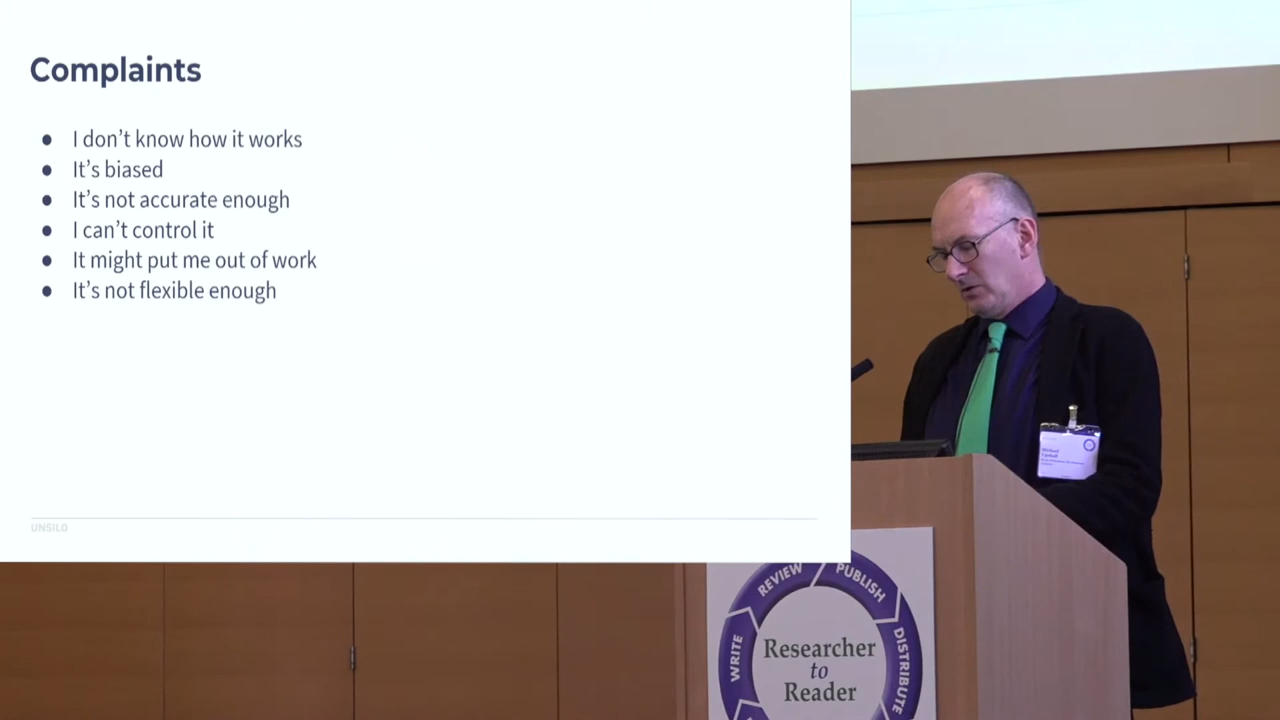 Complaints
● I don’t know how it works
● It’s biased
● It’s not accurate enough
● I can’t control it
● It might put me out of work
● It’s not flexible enough
UNSILO
WRITE
REVIEW
PUBLISH
DISTRIBUTE
Researcher
to
Reader
Michael